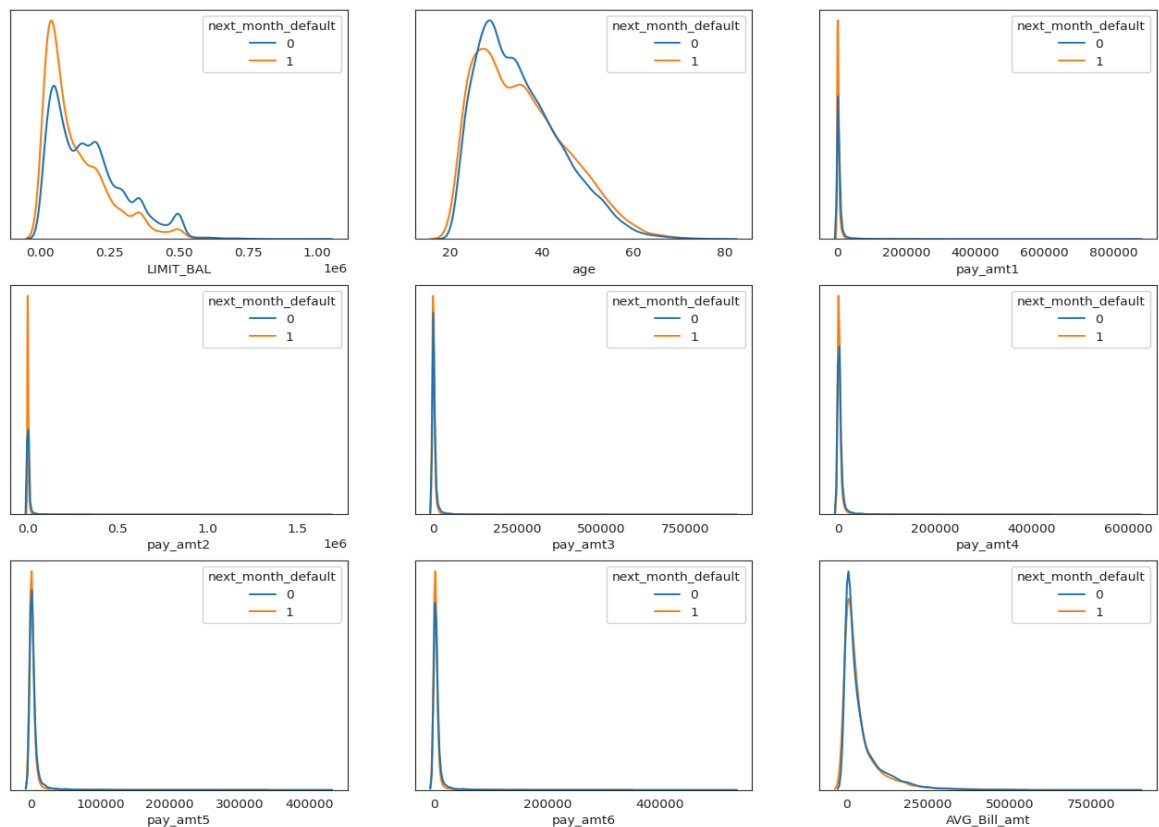 next_month_default
0
1
0.00 0.25 0.50 0.75 1.00
LIMIT_BAL
1e6
next_month_default
0
1
20 40 60 80
age
next_month_default
0
1
0 200000 400000 600000 800000
pay_amt1
next_month_default
0
1
0.0 0.5 1.0 1.5
pay_amt2
1e6
next_month_default
0
1
0 250000 500000 750000
pay_amt3
next_month_default
0
1
0 200000 400000 600000
pay_amt4
next_month_default
0
1
0 100000 200000 300000 400000
pay_amt5
next_month_default
0
1
0 200000 400000
pay_amt6
next_month_default
0
1
0 250000 500000 750000
AVG_Bill_amt